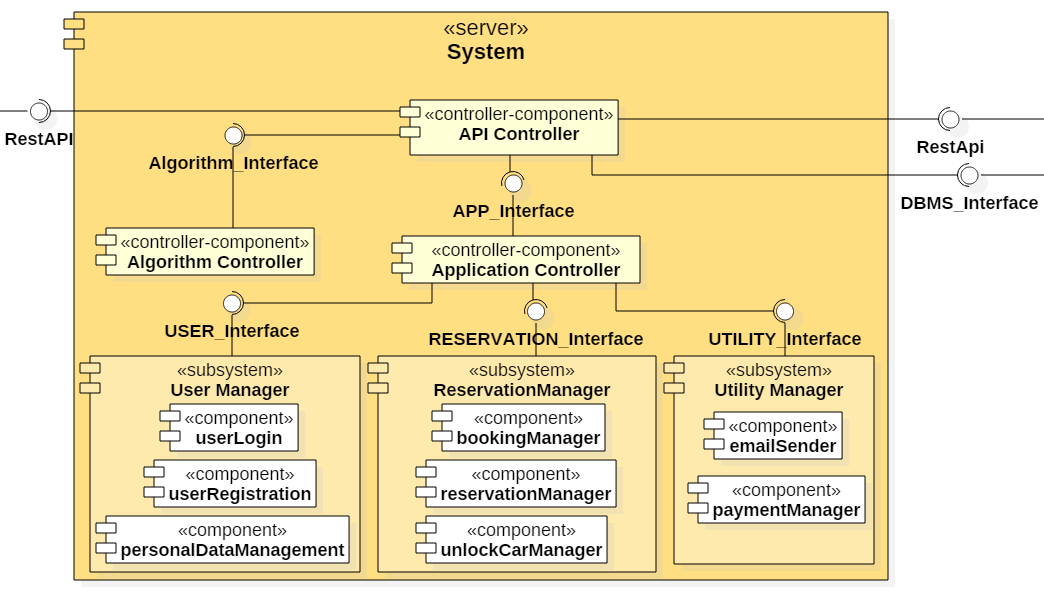 «server»
System
«controller-component»
API Controller
RestAPI
RestApi
Algorithm_Interface
DBMS_Interface
APP_Interface
«controller-component»
Algorithm Controller
«controller-component»
Application Controller
USER_Interface
RESERVATION_Interface
UTILITY_Interface
«subsystem»
User Manager
«component»
userLogin
«component»
userRegistration
«component»
personalDataManagement
«subsystem»
ReservationManager
«component»
bookingManager
«component»
reservationManager
«component»
unlockCarManager
«subsystem»
Utility Manager
«component»
emailSender
«component»
paymentManager